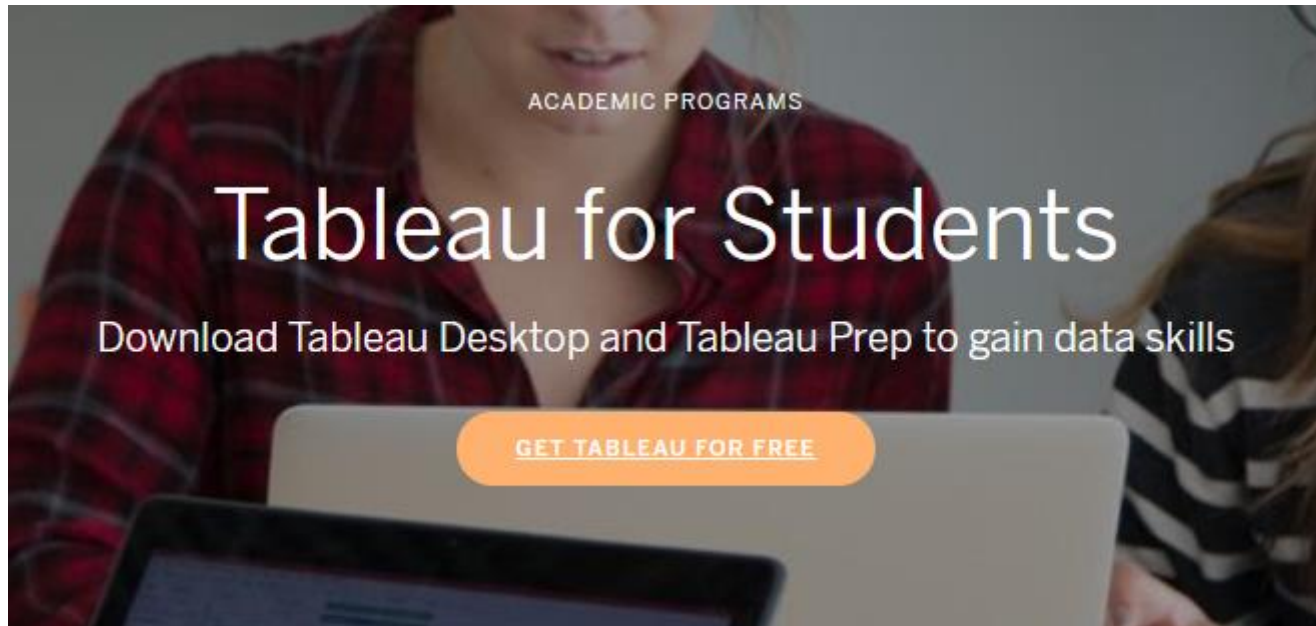 ACADEMIC PROGRAMS
Tableau for Students
Download Tableau Desktop and Tableau Prep to gain data skills
GET TABLEAU FOR FREE